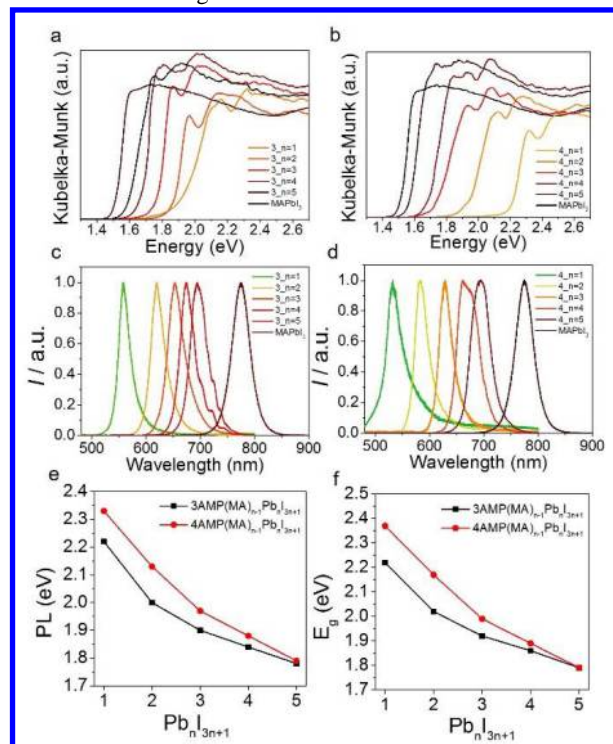 a
Kubelka-Munk (a.u.)
3_n=1
3_n=2
3_n=3
3_n=4
3_n=5
MAPbI3
1.4 1.6 1.8 2.0 2.2 2.4 2.6
Energy (eV)
b
Kubelka-Munk (a.u.)
4_n=1
4_n=2
4_n=3
4_n=4
4_n=5
MAPbI3
1.4 1.6 1.8 2.0 2.2 2.4 2.6
Energy (eV)
c
I / a.u.
1.0
0.8
0.6
0.4
0.2
0.0
3_n=1
3_n=2
3_n=3
3_n=4
3_n=5
MAPbI3
500 600 700 800 900
Wavelength (nm)
d
I / a.u.
1.0
0.8
0.6
0.4
0.2
0.0
4_n=1
4_n=2
4_n=3
4_n=4
4_n=5
MAPbI3
500 600 700 800 900
Wavelength (nm)
e
PL (eV)
2.4
2.3
2.2
2.1
2.0
1.9
1.8
1.7
3AMP(MA)n-1PbnI3n+1
4AMP(MA)n-1PbnI3n+1
1 2 3 4 5
PbnI3n+1
f
Eg (eV)
2.5
2.4
2.3
2.2
2.1
2.0
1.9
1.8
1.7
3AMP(MA)n-1PbnI3n+1
4AMP(MA)n-1PbnI3n+1
1 2 3 4 5
PbnI3n+1